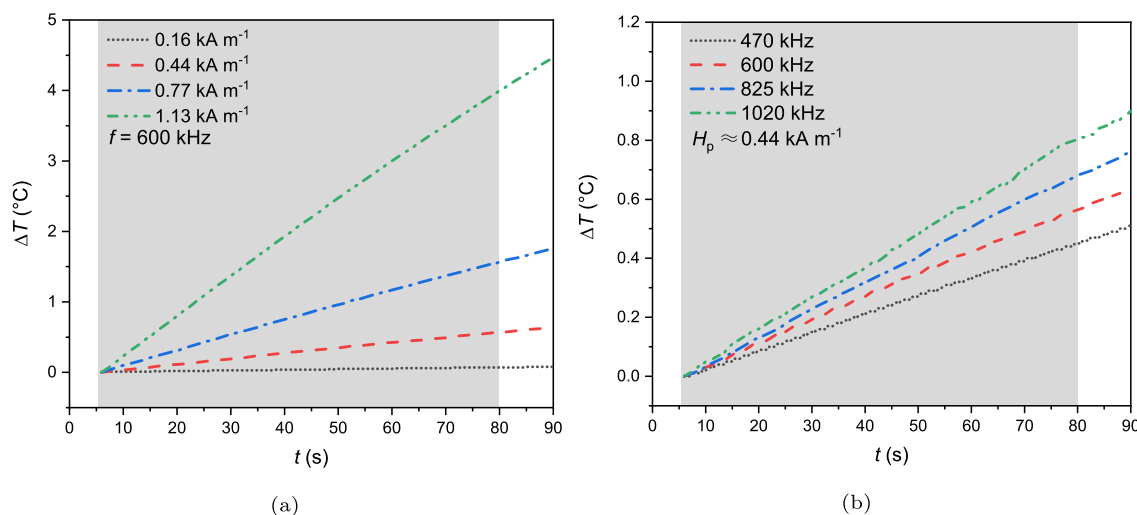 5
4
3
2
1
0
ΔT (°C)
0.16 kA m⁻¹
0.44 kA m⁻¹
0.77 kA m⁻¹
1.13 kA m⁻¹
f = 600 kHz
0 10 20 30 40 50 60 70 80 90
t (s)
(a)
1.2
1.0
0.8
0.6
0.4
0.2
0.0
ΔT (°C)
470 kHz
600 kHz
825 kHz
1020 kHz
Hₚ ≈ 0.44 kA m⁻¹
0 10 20 30 40 50 60 70 80 90
t (s)
(b)